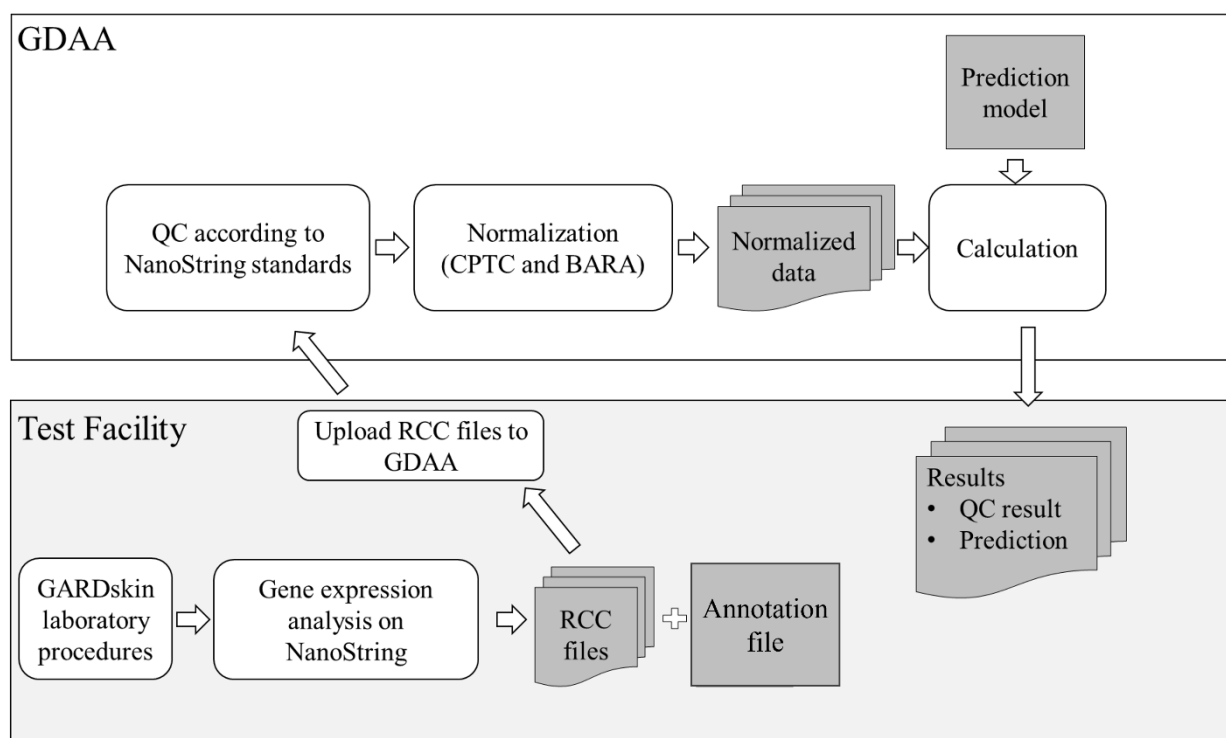 GDAA
Prediction
model
QC according to
NanoString standards
Normalization
(CPTC and BARA)
Normalized
data
Calculation
Test Facility
Upload RCC files to
GDAA
Results
• QC result
• Prediction
GARDskin
laboratory
procedures
Gene expression
analysis on
NanoString
RCC
files
Annotation
file